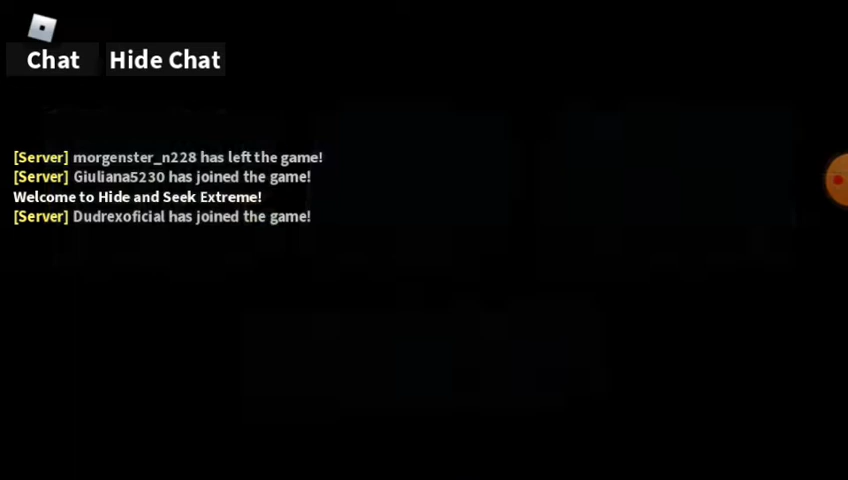 Chat Hide Chat
[Server] morgenster_n228 has left the game!
[Server] Giuliana5230 has joined the game!
Welcome to Hide and Seek Extreme!
[Server] Dudrexoficial has joined the game!